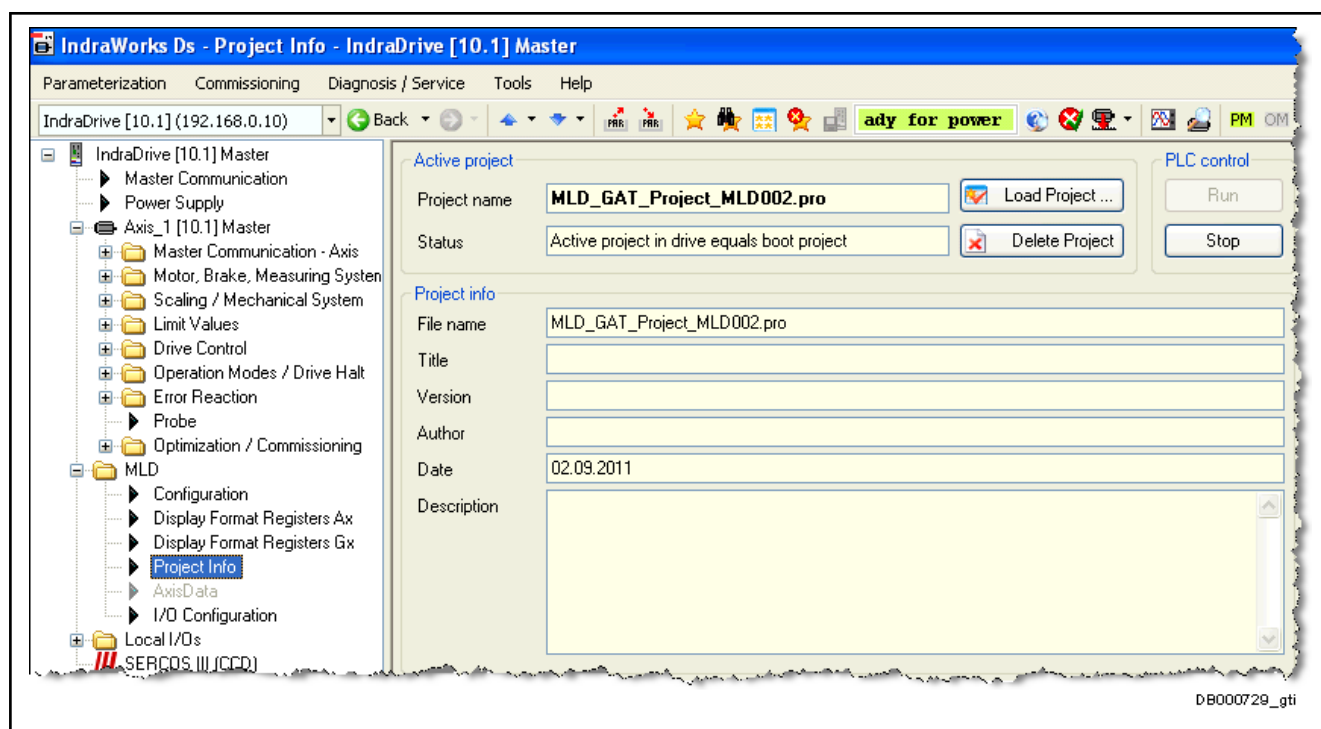 IndraWorks Ds - Project Info - IndraDrive [10.1] Master
Parameterization Commissioning Diagnosis / Service Tools Help
IndraDrive [10.1] (192.168.0.10) Back PAR PAR ady for power PM OM
IndraDrive [10.1] Master
Master Communication
Power Supply
Axis_1 [10.1] Master
Master Communication - Axis
Motor, Brake, Measuring System
Scaling / Mechanical System
Limit Values
Drive Control
Operation Modes / Drive Halt
Error Reaction
Probe
Optimization / Commissioning
MLD
Configuration
Display Format Registers Ax
Display Format Registers Gx
Project Info
AxisData
I/O Configuration
Local I/Os
SERCOS III (CCD)
Active project
Project name MLD_GAT_Project_MLD002.pro Load Project ...
Status Active project in drive equals boot project Delete Project
PLC control
Run
Stop
Project info
File name MLD_GAT_Project_MLD002.pro
Title
Version
Author
Date 02.09.2011
Description
DB000729_gti